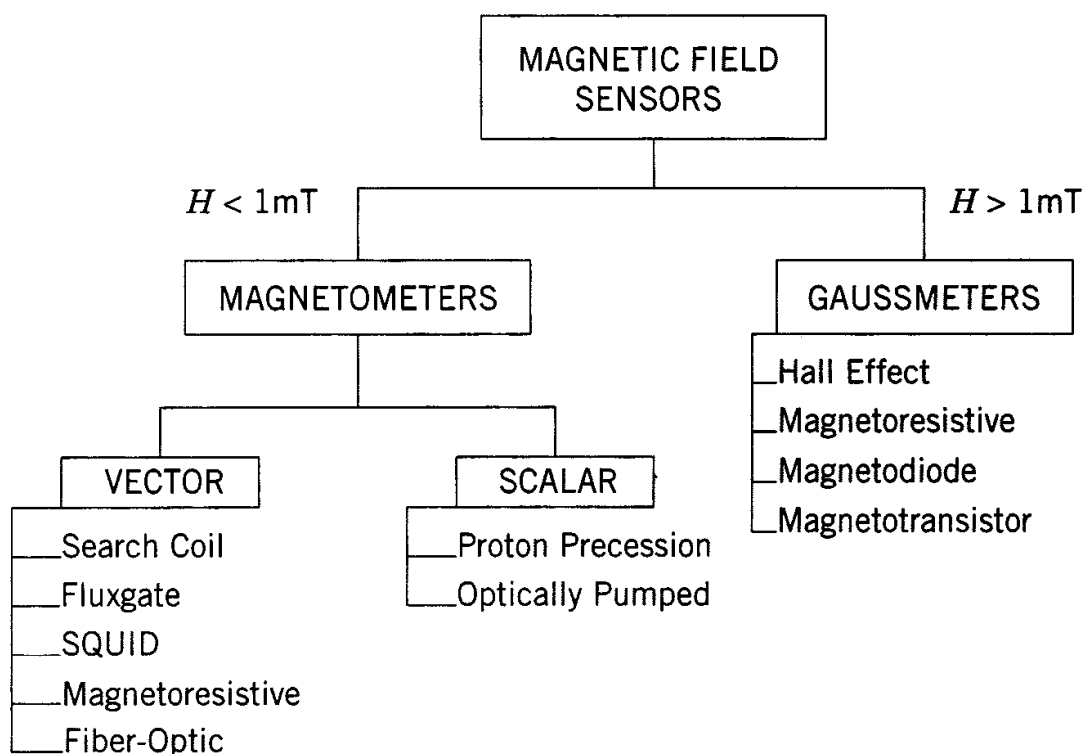 MAGNETIC FIELD
SENSORS
H < 1mT
H > 1mT
MAGNETOMETERS
GAUSSMETERS
Hall Effect
Magnetoresistive
Magnetodiode
Magnetotransistor
VECTOR
SCALAR
Search Coil
Fluxgate
SQUID
Magnetoresistive
Fiber-Optic
Proton Precession
Optically Pumped